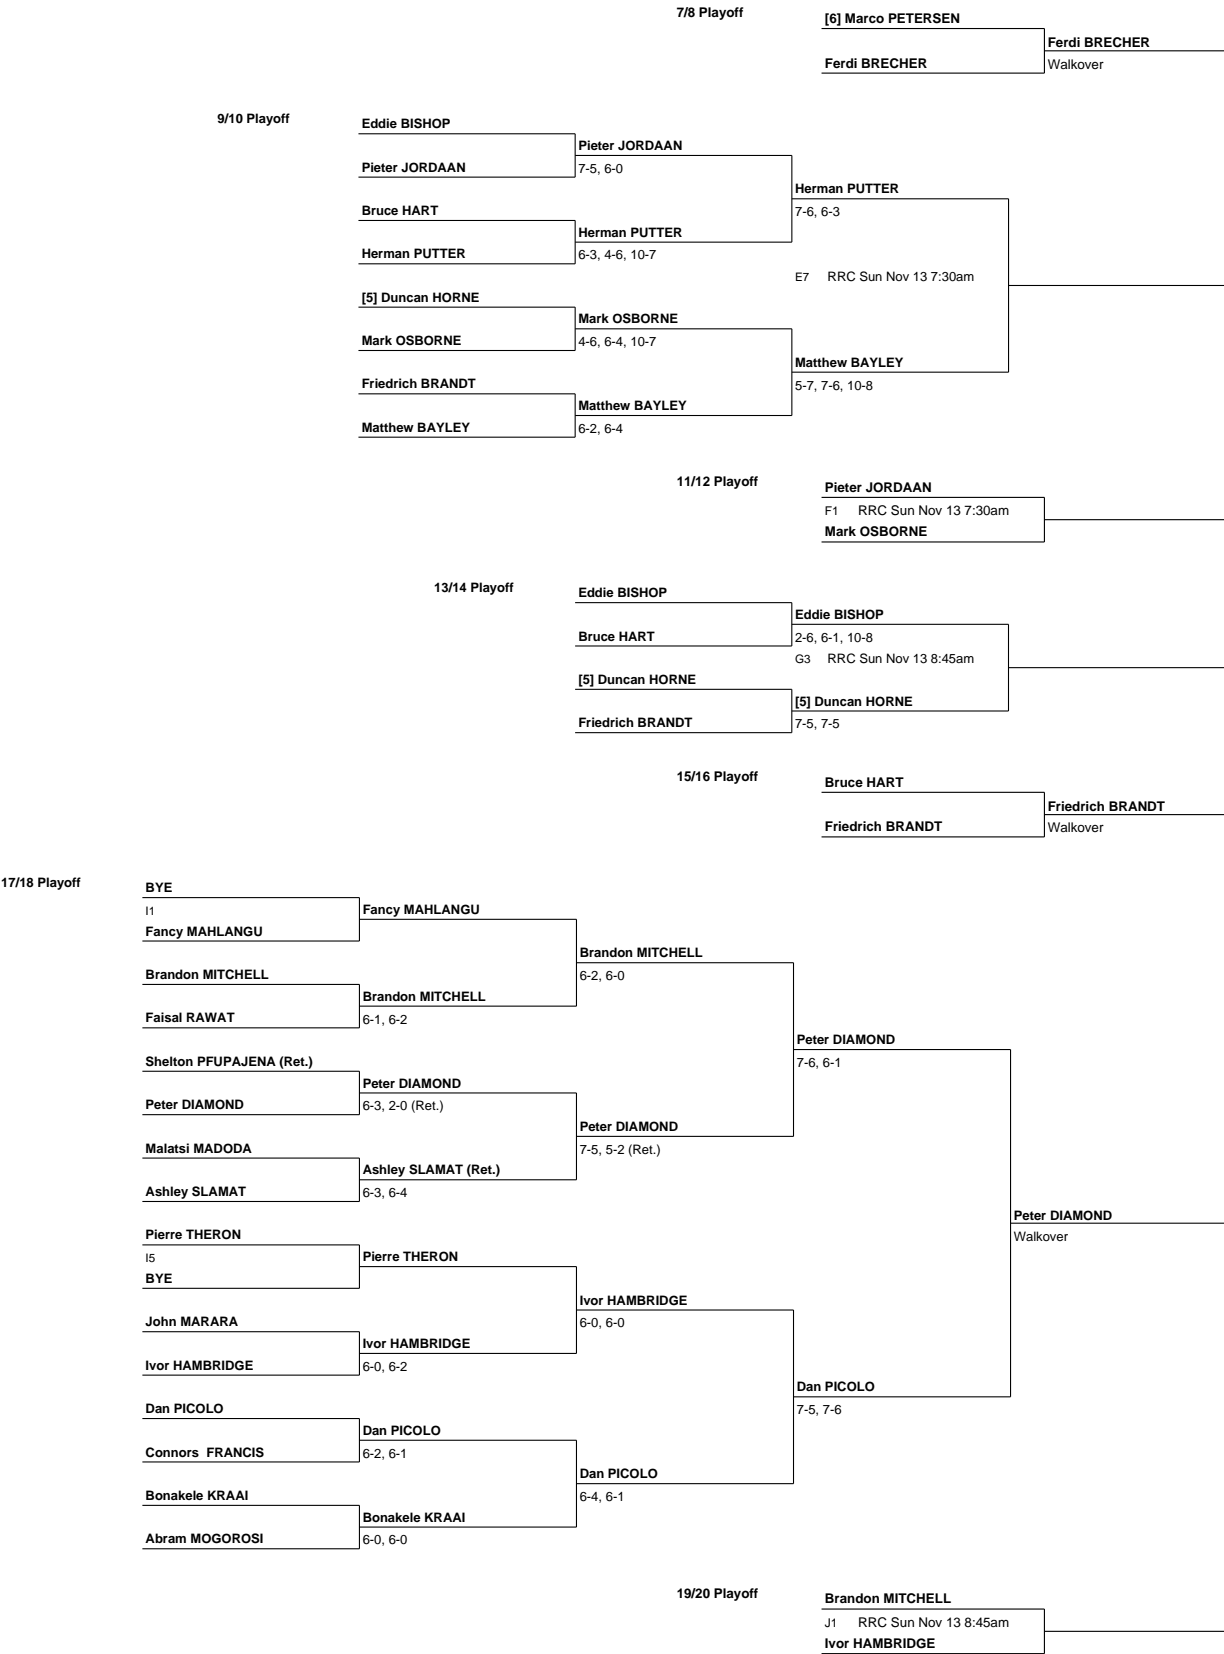 7/8 Playoff
[6] Marco PETERSEN
Ferdi BRECHER
Ferdi BRECHER
Walkover
9/10 Playoff
Eddie BISHOP
Pieter JORDAAN
Pieter JORDAAN
7-5, 6-0
Herman PUTTER
Bruce HART
7-6, 6-3
Herman PUTTER
Herman PUTTER
6-3, 4-6, 10-7
E7 RRC Sun Nov 13 7:30am
[5] Duncan HORNE
Mark OSBORNE
Mark OSBORNE
4-6, 6-4, 10-7
Matthew BAYLEY
Friedrich BRANDT
5-7, 7-6, 10-8
Matthew BAYLEY
Matthew BAYLEY
6-2, 6-4
11/12 Playoff
Pieter JORDAAN
F1 RRC Sun Nov 13 7:30am
Mark OSBORNE
13/14 Playoff
Eddie BISHOP
Eddie BISHOP
Bruce HART
2-6, 6-1, 10-8
G3 RRC Sun Nov 13 8:45am
[5] Duncan HORNE
[5] Duncan HORNE
Friedrich BRANDT
7-5, 7-5
15/16 Playoff
Bruce HART
Friedrich BRANDT
Friedrich BRANDT
Walkover
17/18 Playoff
BYE
I1
Fancy MAHLANGU
Fancy MAHLANGU
Brandon MITCHELL
Brandon MITCHELL
6-2, 6-0
Brandon MITCHELL
Faisal RAWAT
6-1, 6-2
Peter DIAMOND
Shelton PFUPAJENA (Ret.)
7-6, 6-1
Peter DIAMOND
Peter DIAMOND
6-3, 2-0 (Ret.)
Peter DIAMOND
Malatsi MADODA
7-5, 5-2 (Ret.)
Ashley SLAMAT (Ret.)
Ashley SLAMAT
6-3, 6-4
Peter DIAMOND
Walkover
Pierre THERON
I5
Pierre THERON
BYE
Ivor HAMBRIDGE
John MARARA
6-0, 6-0
Ivor HAMBRIDGE
Ivor HAMBRIDGE
6-0, 6-2
Dan PICOLO
Dan PICOLO
7-5, 7-6
Dan PICOLO
Connors FRANCIS
6-2, 6-1
Dan PICOLO
Bonakele KRAAI
6-4, 6-1
Bonakele KRAAI
Abram MOGOROSI
6-0, 6-0
19/20 Playoff
Brandon MITCHELL
J1 RRC Sun Nov 13 8:45am
Ivor HAMBRIDGE